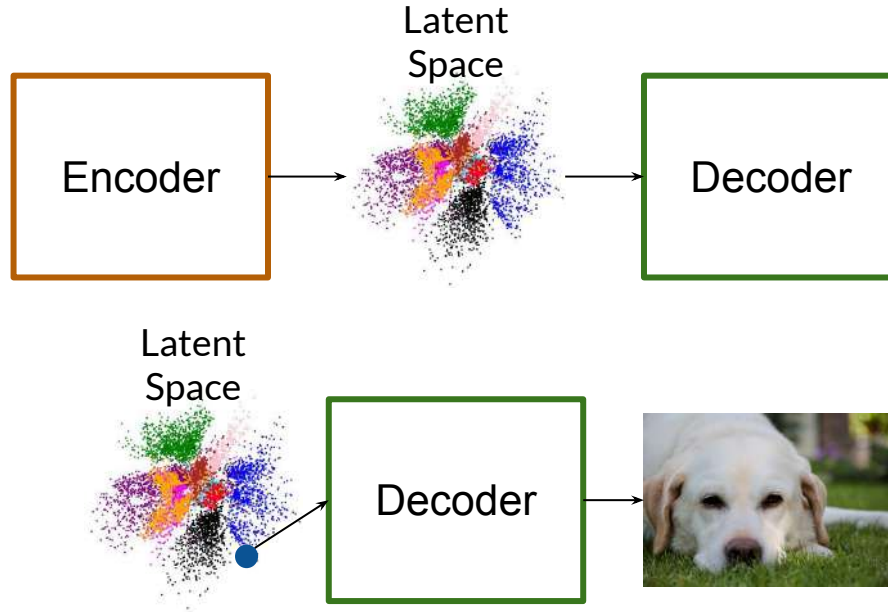 Latent
Space
Encoder
Decoder
Latent
Space
Decoder